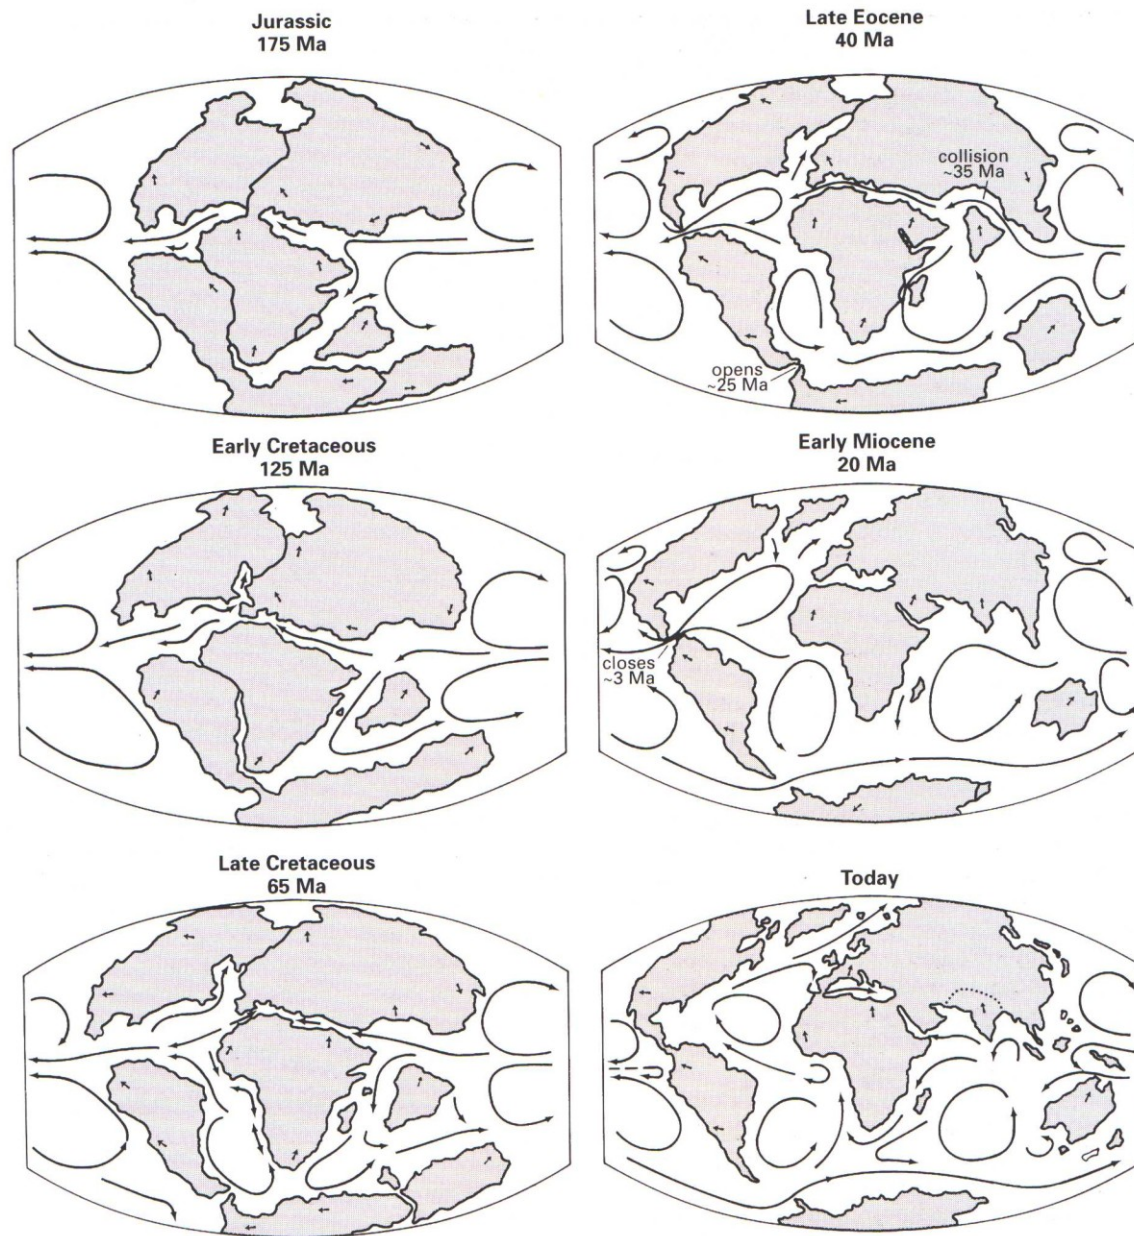 Jurassic
175 Ma
Late Eocene
40 Ma
collision
~35 Ma
opens
~25 Ma
Early Cretaceous
125 Ma
Early Miocene
20 Ma
closes
~3 Ma
Late Cretaceous
65 Ma
Today